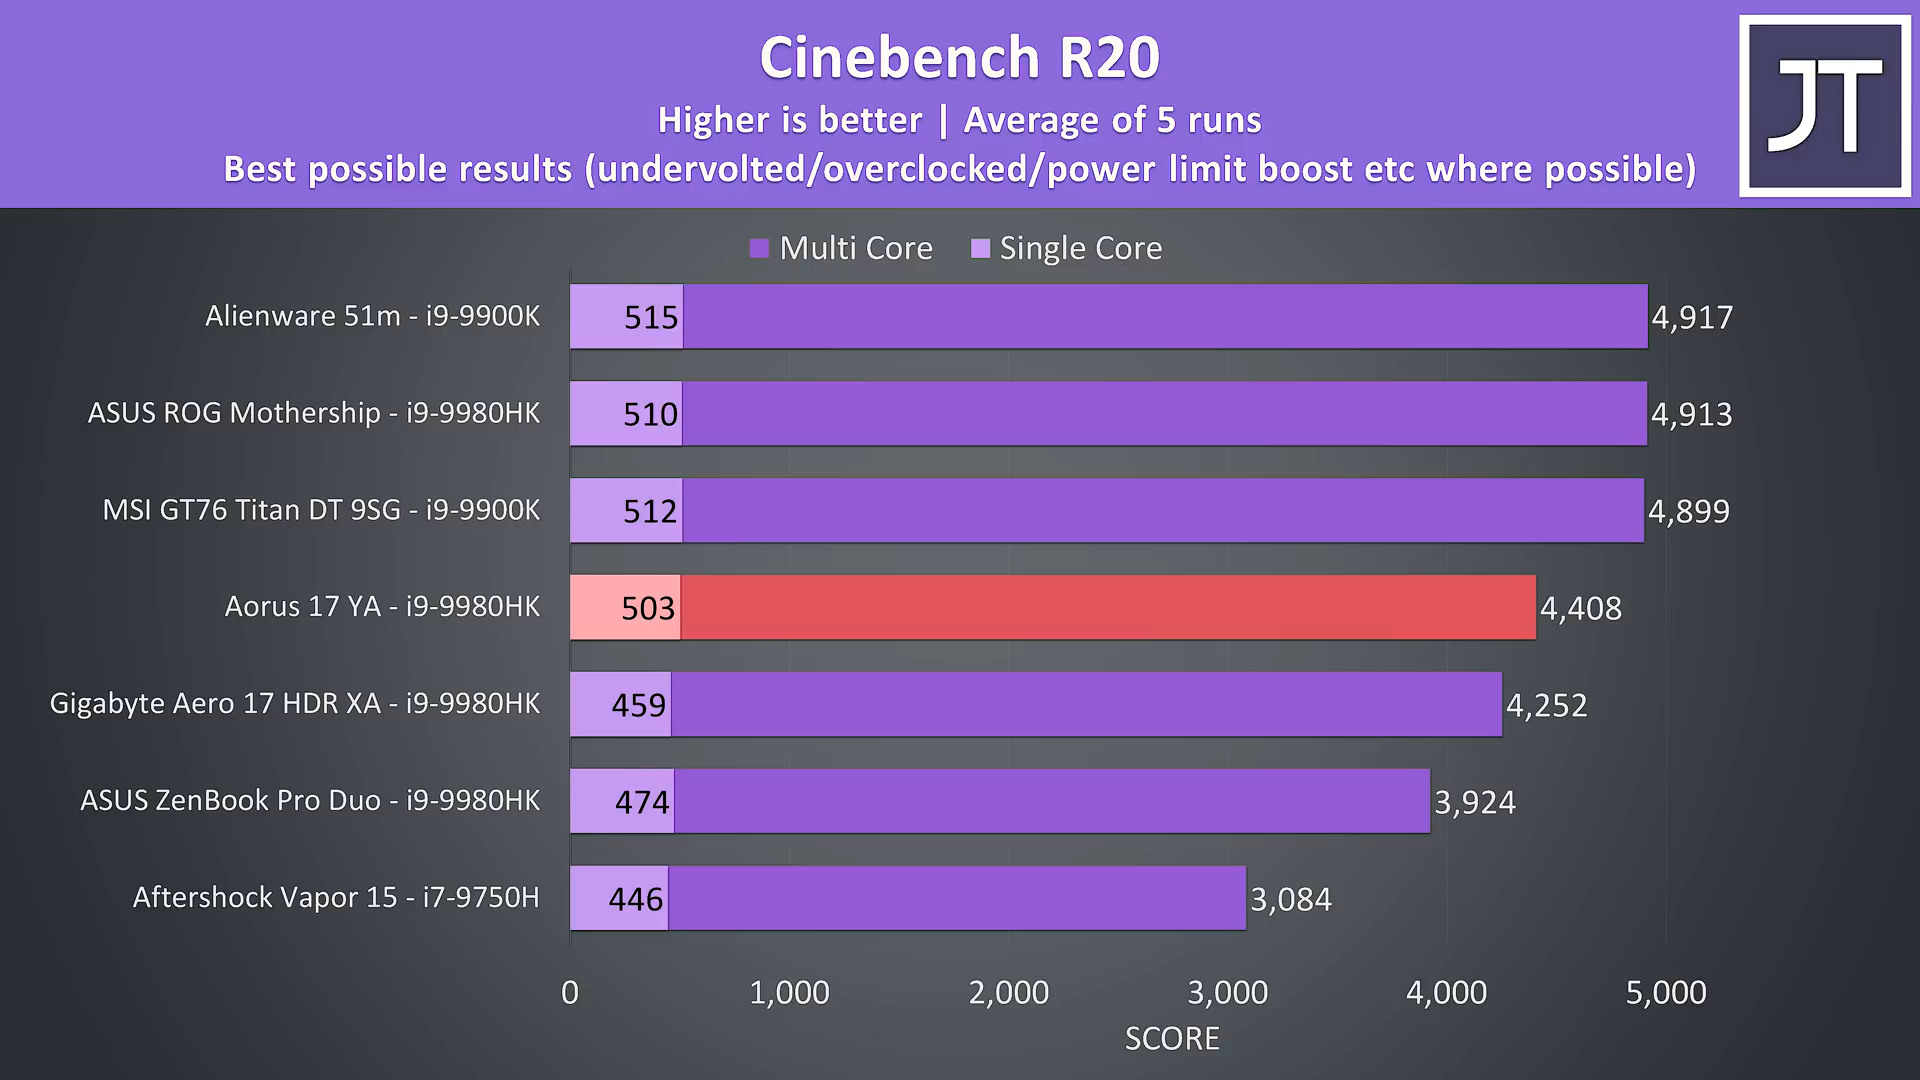 Cinebench R20
Higher is better | Average of 5 runs
Best possible results (undervolted/overclocked/power limit boost etc where possible)
JT
Multi Core Single Core
Alienware 51m - i9-9900K 515 4,917
ASUS ROG Mothership - i9-9980HK 510 4,913
MSI GT76 Titan DT 9SG - i9-9900K 512 4,899
Aorus 17 YA - i9-9980HK 503 4,408
Gigabyte Aero 17 HDR XA - i9-9980HK 459 4,252
ASUS ZenBook Pro Duo - i9-9980HK 474 3,924
Aftershock Vapor 15 - i7-9750H 446 3,084
0 1,000 2,000 3,000 4,000 5,000
SCORE